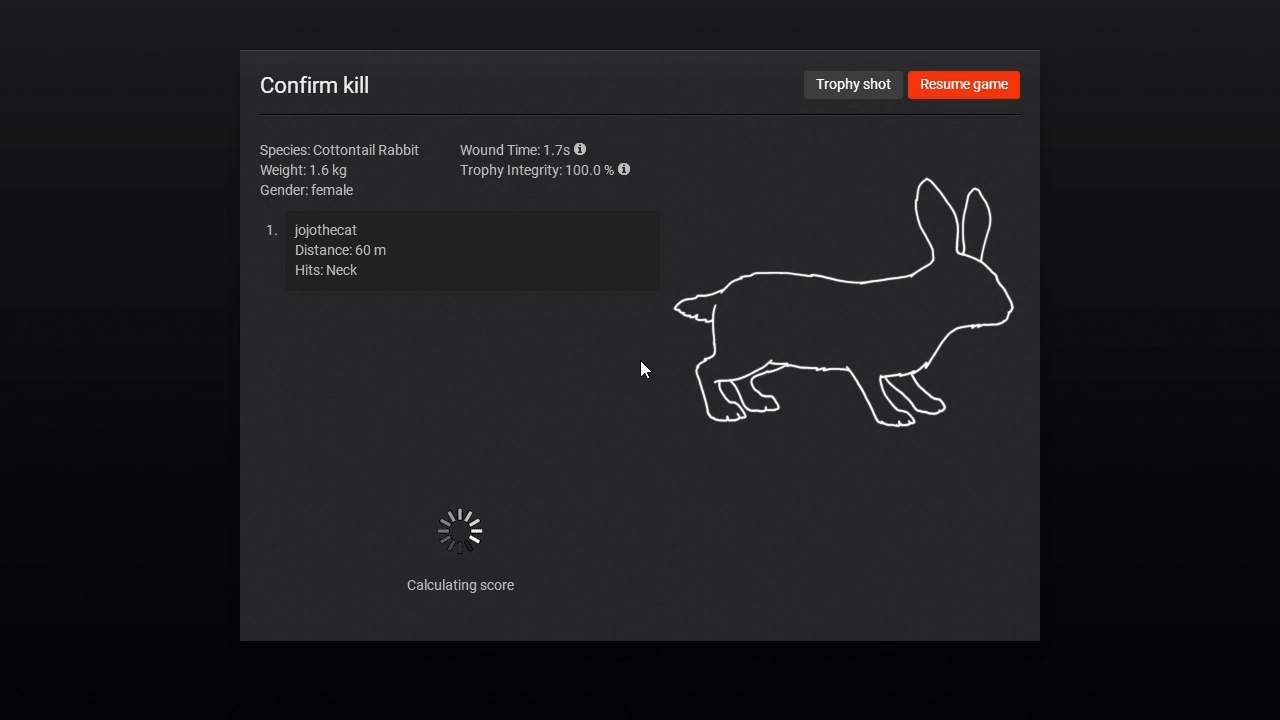 Confirm kill
Trophy shot
Resume game
Species: Cottontail Rabbit
Weight: 1.6 kg
Gender: female
Wound Time: 1.7s
Trophy Integrity: 100.0 %
1.
jojothecat
Distance: 60 m
Hits: Neck
Calculating score